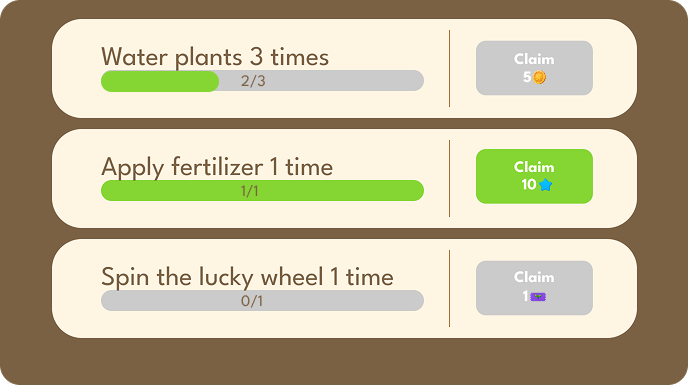 Water plants 3 times
2/3
Claim
5
Apply fertilizer 1 time
1/1
Claim
10
Spin the lucky wheel 1 time
0/1
Claim
1